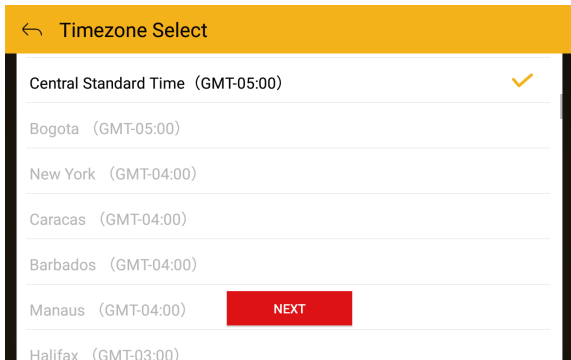 Timezone Select
Central Standard Time（GMT-05:00）
Bogota （GMT-05:00）
New York （GMT-04:00）
Caracas （GMT-04:00）
Barbados （GMT-04:00）
Manaus （GMT-04:00）
NEXT
Halifax （GMT-03:00）